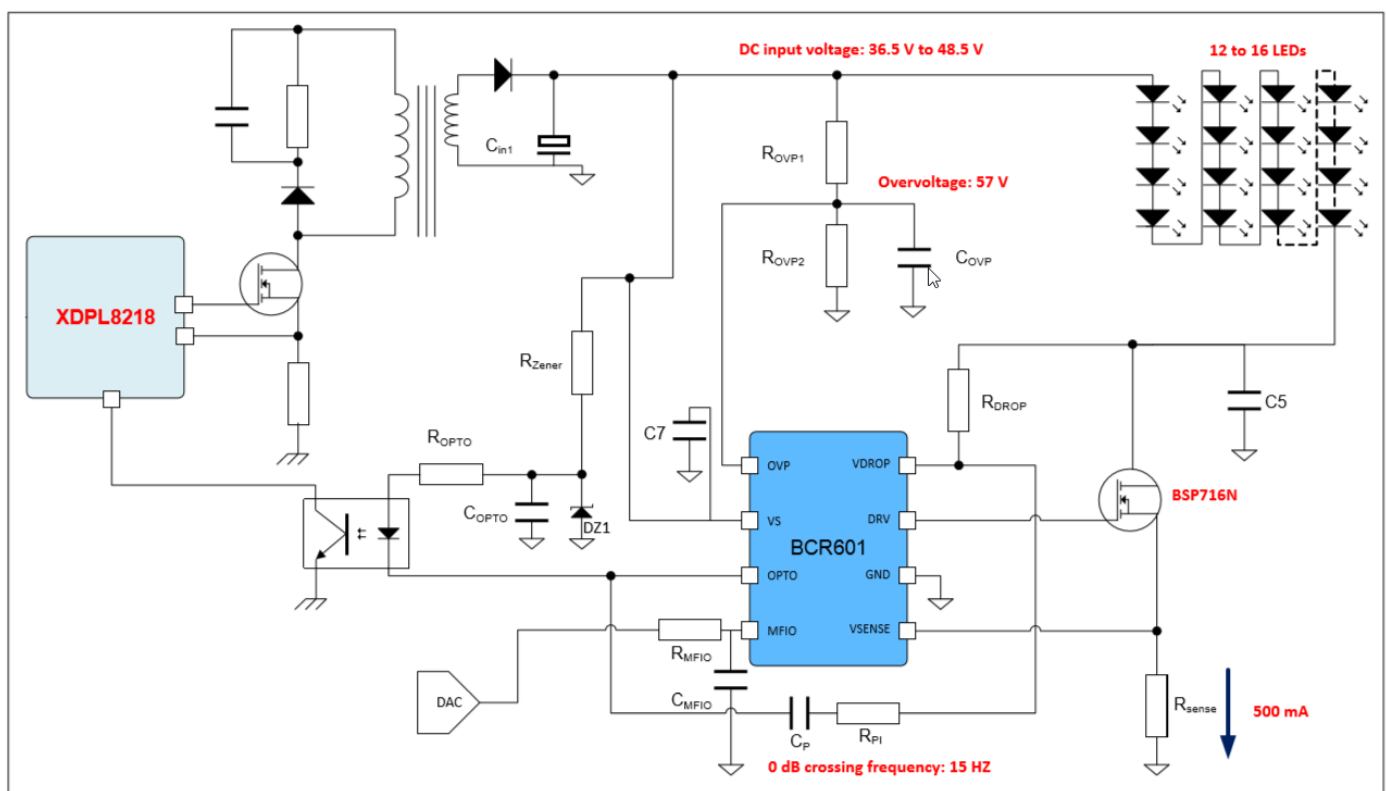 DC input voltage: 36.5 V to 48.5 V
12 to 16 LEDs
Cin1
ROVP1
Overvoltage: 57 V
ROVP2
COVP
XDPL8218
RZener
RDROP
C5
ROPTO
C7
COPTO
DZ1
OVP
VDROP
BSP716N
VS
DRV
BCR601
OPTO
GND
MFIO
VSENSE
RMFIO
DAC
CMFIO
CP
RPI
Rsense
500 mA
0 dB crossing frequency: 15 HZ